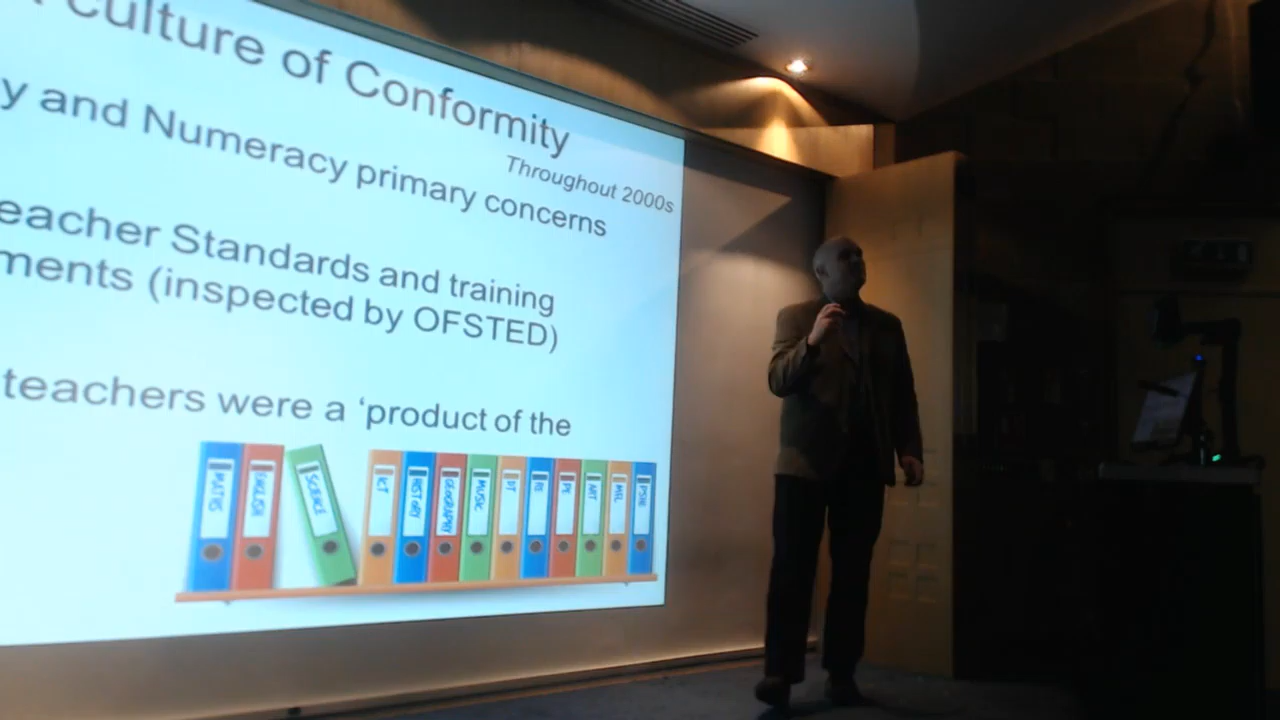 culture of Conformity
Throughout 2000s
y and Numeracy primary concerns
eacher Standards and training
ments (inspected by OFSTED)
teachers were a ‘product of the
MATHS
ENGLISH
SCIENCE
ICT
HISTORY
GEOGRAPHY
MUSIC
DT
RE
PE
ART
MFL
PSHE